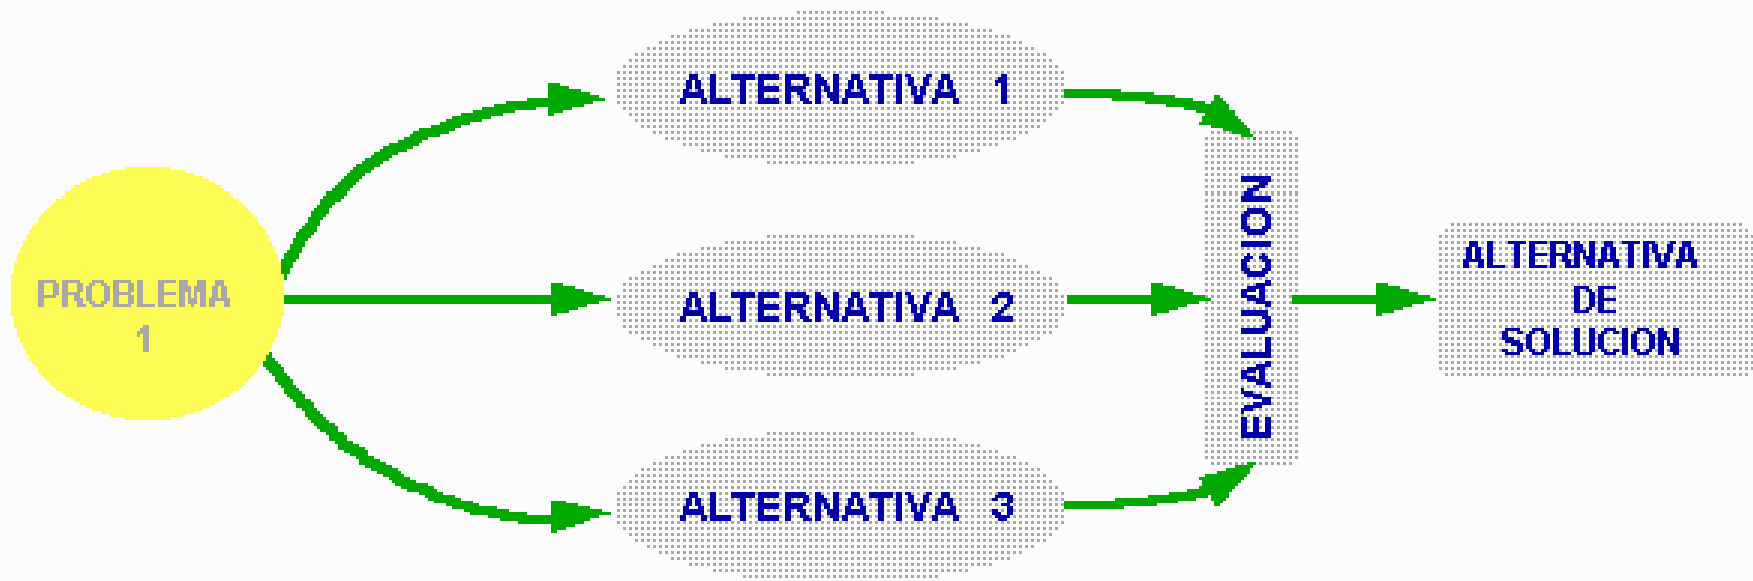 PROBLEMA
1
ALTERNATIVA 1
ALTERNATIVA 2
ALTERNATIVA 3
EVALUACION
ALTERNATIVA
DE
SOLUCION